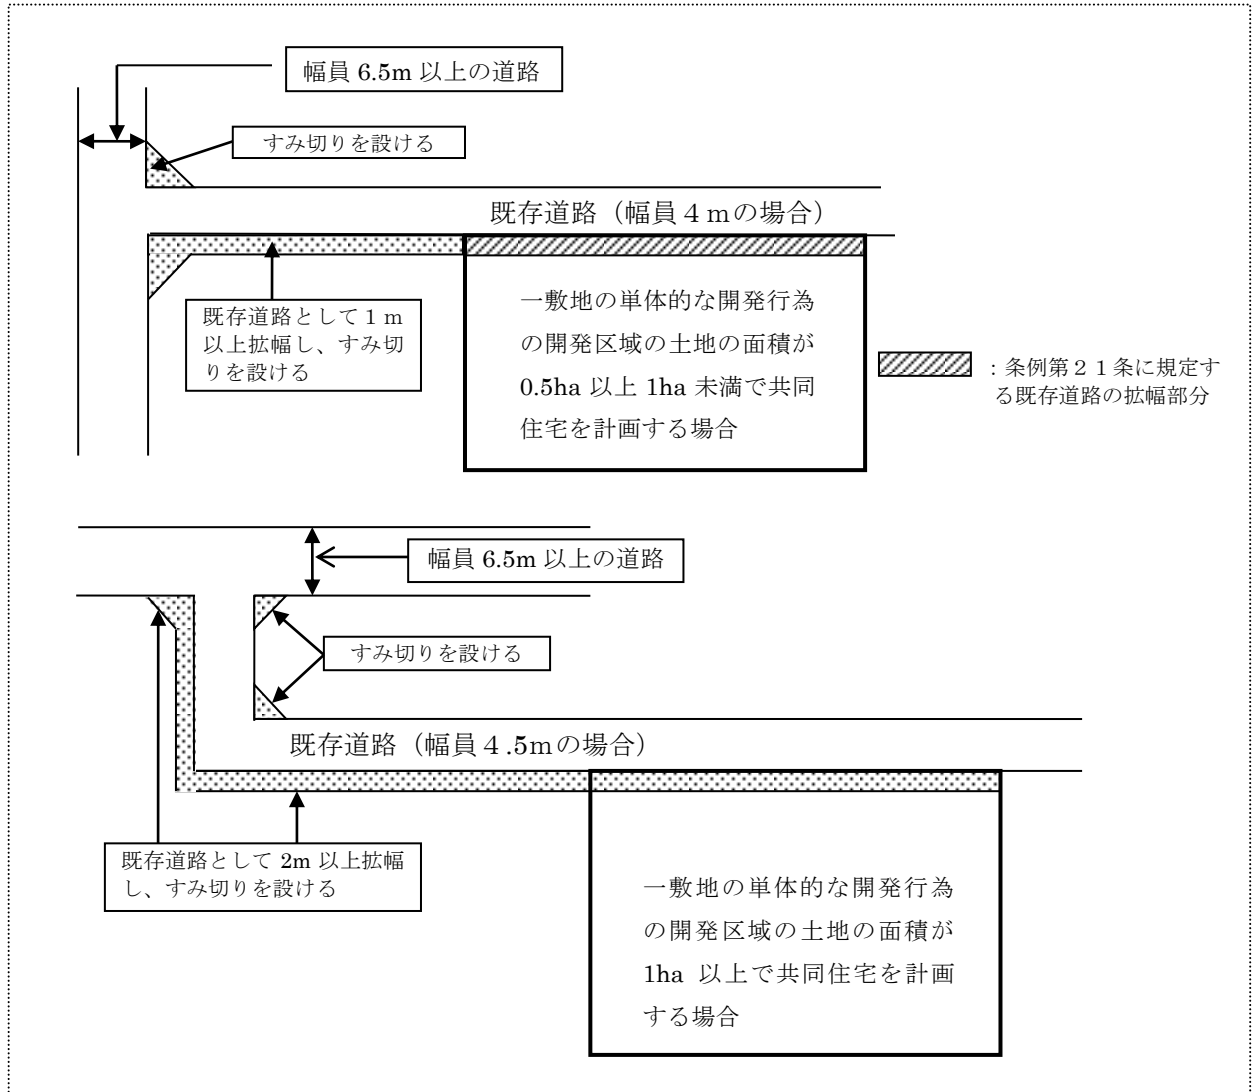 幅員 6.5m 以上の道路
すみ切りを設ける
既存道路（幅員４ｍの場合）
既存道路として１ｍ
以上拡幅し、すみ切
りを設ける
一敷地の単体的な開発行為
の開発区域の土地の面積が
0.5ha 以上 1ha 未満で共同
住宅を計画する場合
：条例第２１条に規定す
る既存道路の拡幅部分
幅員 6.5m 以上の道路
すみ切りを設ける
既存道路（幅員４.5ｍの場合）
既存道路として 2m 以上拡幅
し、すみ切りを設ける
一敷地の単体的な開発行為
の開発区域の土地の面積が
1ha 以上で共同住宅を計画
する場合